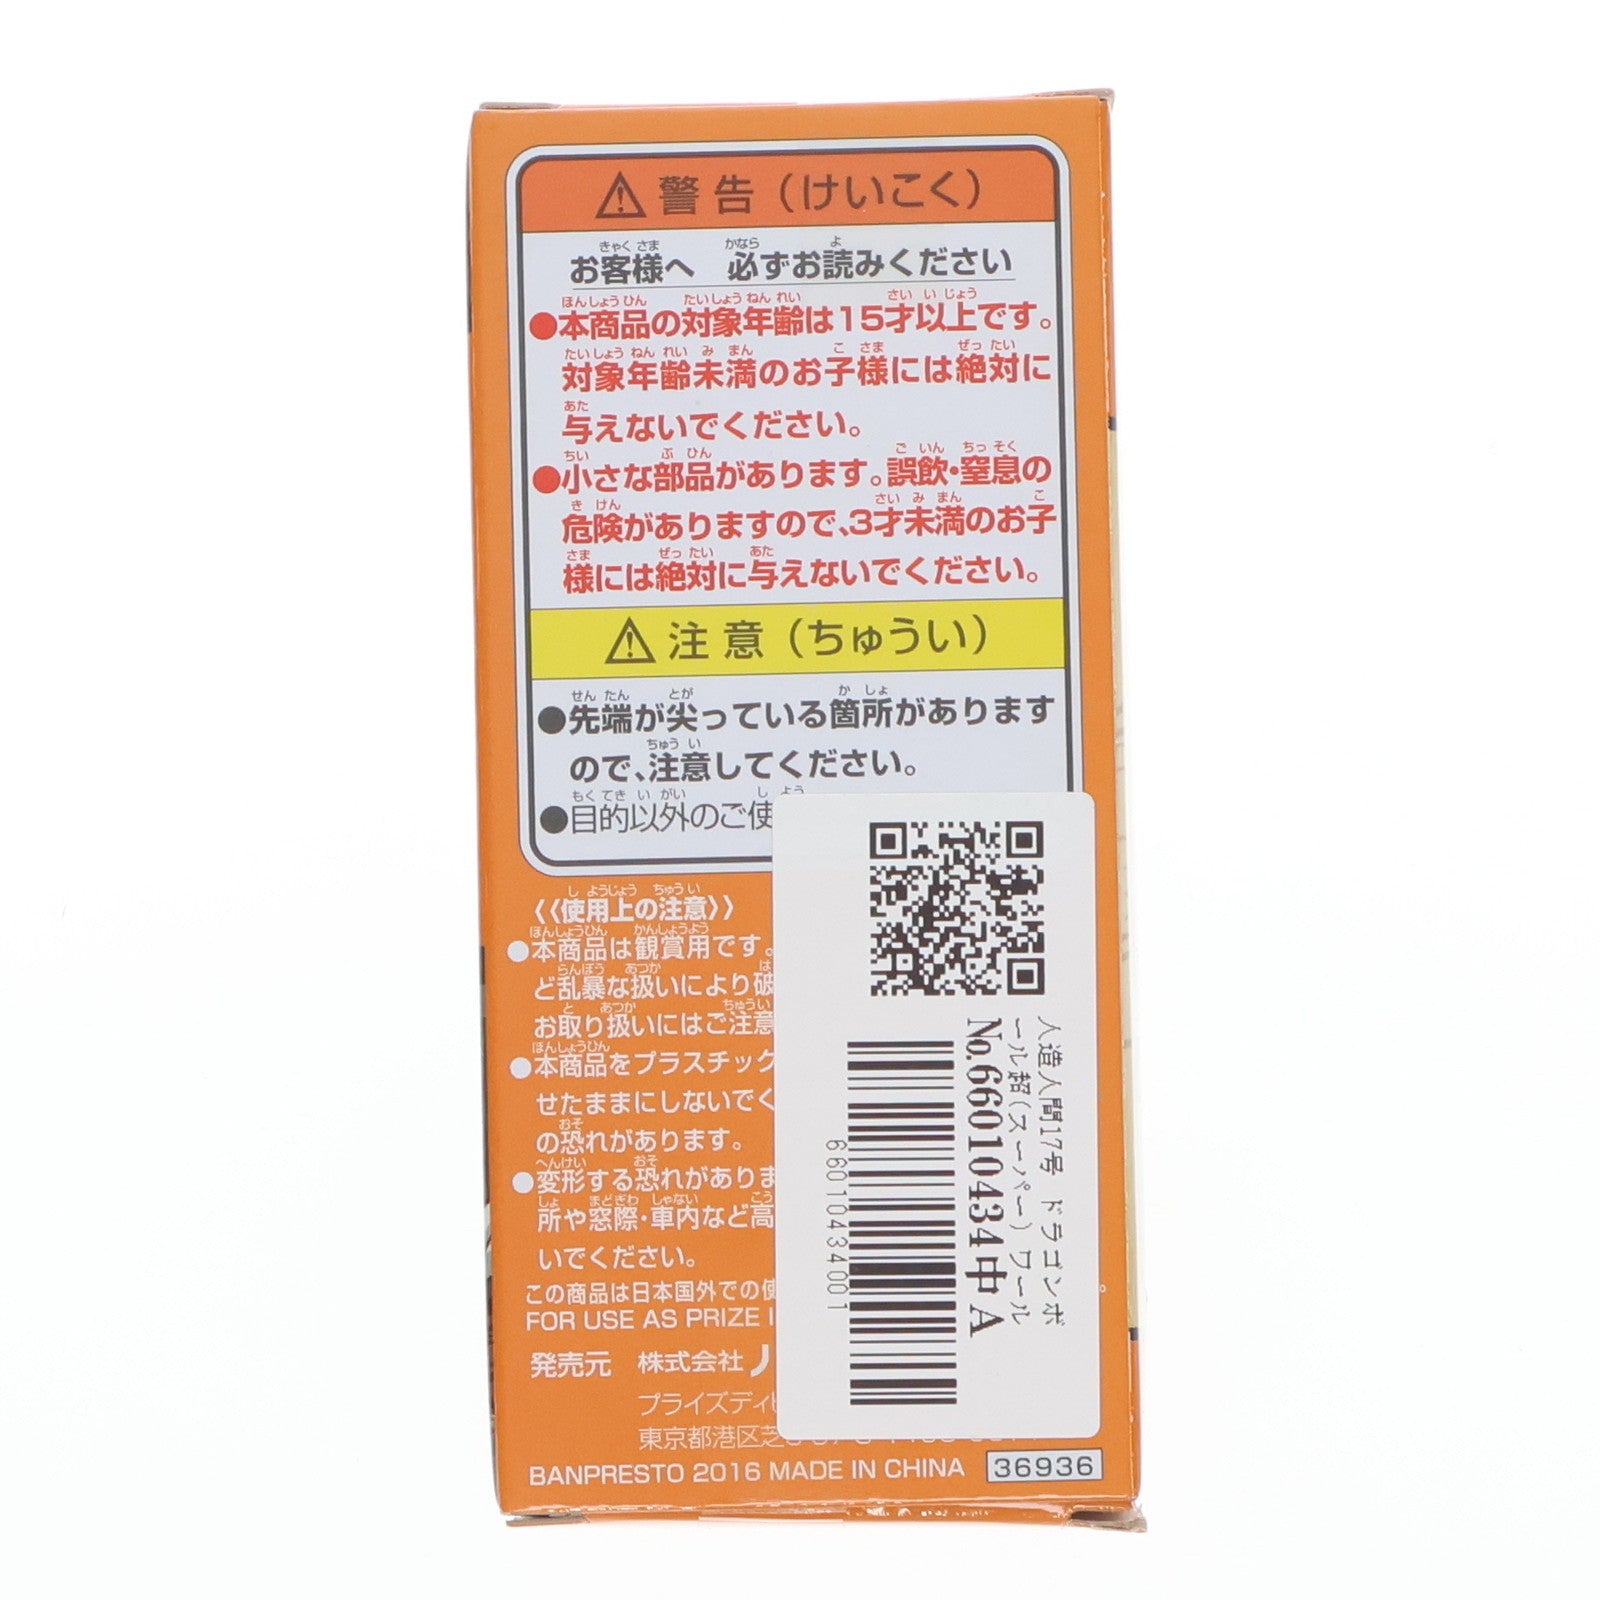 ⚠警告（けいこく）
お客様へ　必ずお読みください
●本商品の対象年齢は15才以上です。
対象年齢未満のお子様には絶対に
与えないでください。
●小さな部品があります。誤飲・窒息の
危険がありますので、3才未満のお子
様には絶対に与えないでください。
⚠注意（ちゅうい）
●先端が尖っている箇所があります
ので、注意してください。
●目的以外のご使
《使用上の注意》
●本商品は観賞用です。
ど乱暴な扱いにより破
お取り扱いにはご注意
●本商品をプラスチック
せたままにしないでく
の恐れがあります。
●変形する恐れがありま
所や窓際・車内など高
いでください。
この商品は日本国外での使
FOR USE AS PRIZE
発売元　株式会社
プライズディ
東京都港区芝
BANPRESTO 2016 MADE IN CHINA 36936
人造人間17号 ドラゴンボ
ール超(スーパー) ワール
No.66010434中 A
66010434001